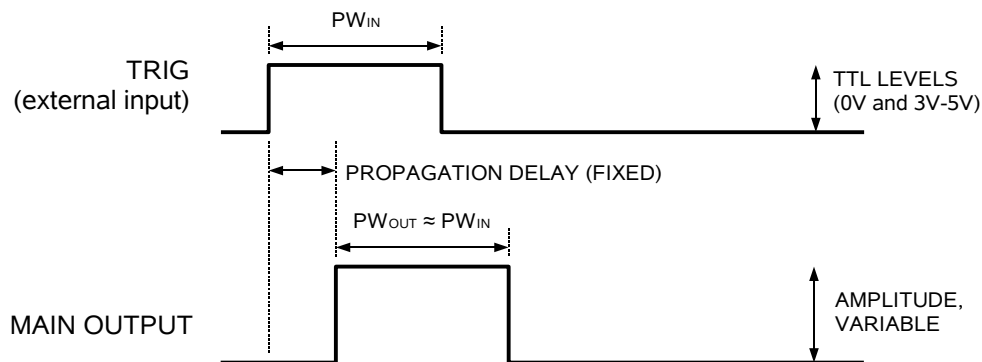 PWIN
TRIG
(external input)
TTL LEVELS
(0V and 3V-5V)
PROPAGATION DELAY (FIXED)
PWOUT ≈ PWIN
MAIN OUTPUT
AMPLITUDE,
VARIABLE